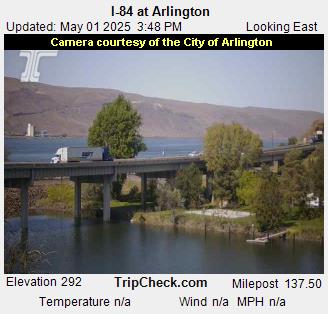 I-84 at Arlington
Updated: May 01 2025 3:48 PM Looking East
Camera courtesy of the City of Arlington
Elevation 292 TripCheck.com Milepost 137.50
Temperature n/a Wind n/a MPH n/a